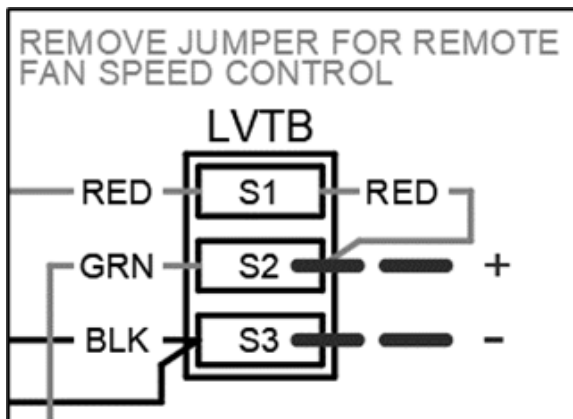 REMOVE JUMPER FOR REMOTE
FAN SPEED CONTROL
LVTB
RED S1 RED
GRN S2 +
BLK S3 -